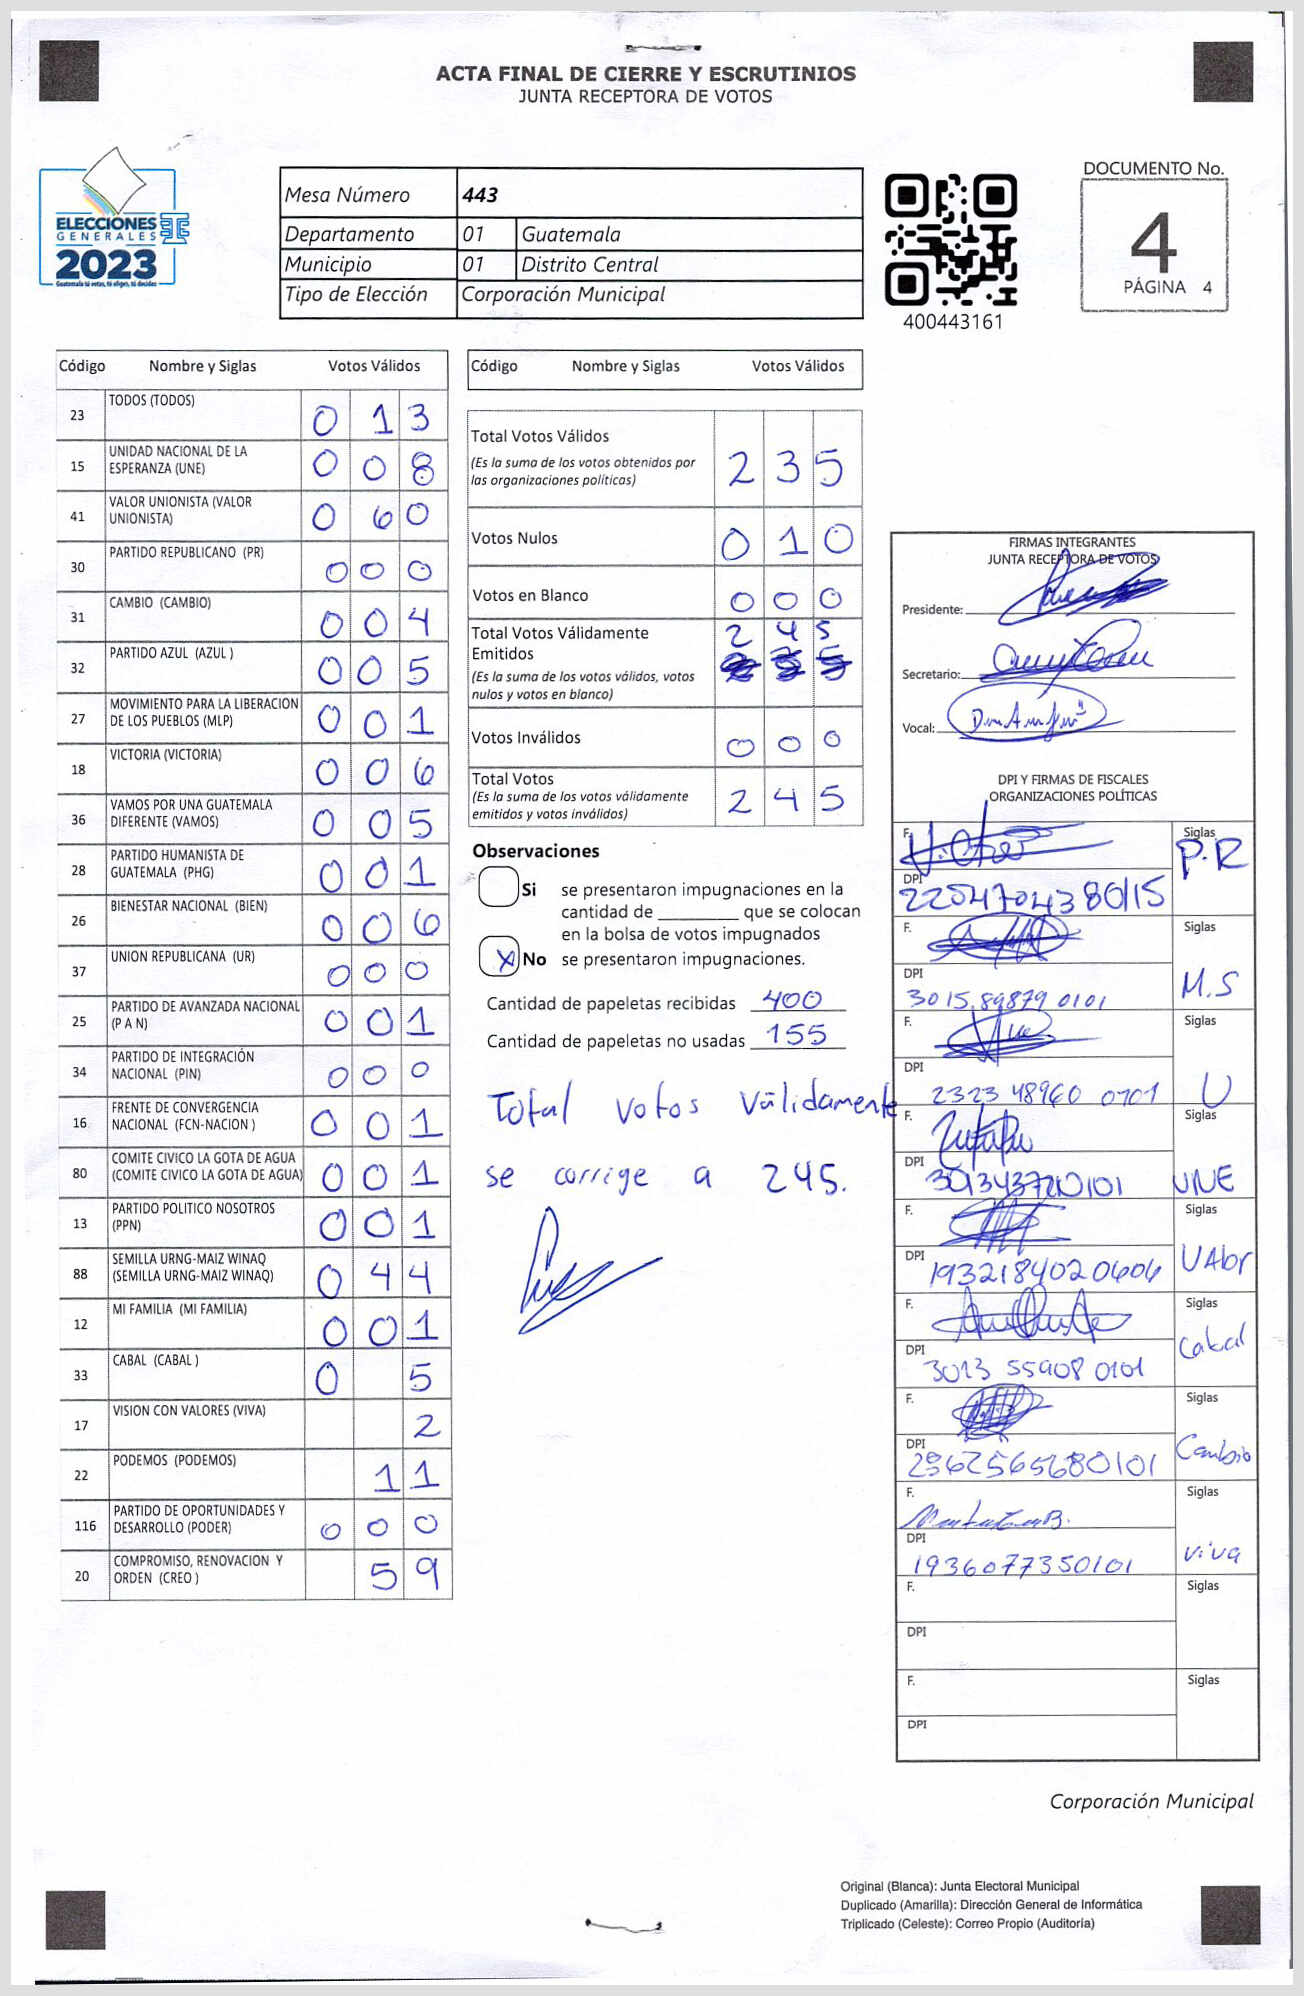 ACTA FINAL DE CIERRE Y ESCRUTINIOS
JUNTA RECEPTORA DE VOTOS
ELECCIONES
GENERALES
2023
Guatemala tú votas, tú eliges, tú decides
Mesa Número 443
Departamento 01 Guatemala
Municipio 01 Distrito Central
Tipo de Elección Corporación Municipal
400443161
DOCUMENTO No.
4
PÁGINA 4
Código Nombre y Siglas Votos Válidos
23 TODOS (TODOS) 0 1 3
15 UNIDAD NACIONAL DE LA ESPERANZA (UNE) 0 0 8
41 VALOR UNIONISTA (VALOR UNIONISTA) 0 6 0
30 PARTIDO REPUBLICANO (PR) 0 0 0
31 CAMBIO (CAMBIO) 0 0 4
32 PARTIDO AZUL (AZUL ) 0 0 5
27 MOVIMIENTO PARA LA LIBERACION DE LOS PUEBLOS (MLP) 0 0 1
18 VICTORIA (VICTORIA) 0 0 6
36 VAMOS POR UNA GUATEMALA DIFERENTE (VAMOS) 0 0 5
28 PARTIDO HUMANISTA DE GUATEMALA (PHG) 0 0 1
26 BIENESTAR NACIONAL (BIEN) 0 0 6
37 UNION REPUBLICANA (UR) 0 0 0
25 PARTIDO DE AVANZADA NACIONAL (P A N) 0 0 1
34 PARTIDO DE INTEGRACIÓN NACIONAL (PIN) 0 0 0
16 FRENTE DE CONVERGENCIA NACIONAL (FCN-NACION ) 0 0 1
80 COMITE CIVICO LA GOTA DE AGUA (COMITE CIVICO LA GOTA DE AGUA) 0 0 1
13 PARTIDO POLITICO NOSOTROS (PPN) 0 0 1
88 SEMILLA URNG-MAIZ WINAQ (SEMILLA URNG-MAIZ WINAQ) 0 4 4
12 MI FAMILIA (MI FAMILIA) 0 0 1
33 CABAL (CABAL ) 0 5
17 VISION CON VALORES (VIVA) 2
22 PODEMOS (PODEMOS) 1 1
116 PARTIDO DE OPORTUNIDADES Y DESARROLLO (PODER) 0 0 0
20 COMPROMISO, RENOVACION Y ORDEN (CREO ) 5 9
Código Nombre y Siglas Votos Válidos
Total Votos Válidos 2 3 5
(Es la suma de los votos obtenidos por
las organizaciones políticas)
Votos Nulos 0 1 0
Votos en Blanco 0 0 0
Total Votos Válidamente
Emitidos 2 4 5
(Es la suma de los votos válidos, votos
nulos y votos en blanco)
Votos Inválidos 0 0 0
Total Votos 2 4 5
(Es la suma de los votos válidamente
emitidos y votos inválidos)
Observaciones
Si se presentaron impugnaciones en la
cantidad de ________ que se colocan
en la bolsa de votos impugnados
X No se presentaron impugnaciones.
Cantidad de papeletas recibidas 400
Cantidad de papeletas no usadas 155
Total votos válidamente
se corrige a 245.
FIRMAS INTEGRANTES
JUNTA RECEPTORA DE VOTOS
Presidente:
Secretario:
Vocal:
DPI Y FIRMAS DE FISCALES
ORGANIZACIONES POLÍTICAS
F. Siglas P.R
DPI 2204704380115
F. Siglas M.S
DPI 3015 89879 0101
F. Siglas U
DPI 2323 48960 0701
F. Siglas UNE
DPI 3013437210101
F. Siglas VAlor
DPI 1932184020606
F. Siglas Cabal
DPI 3013 55908 0101
F. Siglas Cambio
DPI 2562565680101
F. Siglas Viva
DPI 1936077350101
F. Siglas
DPI
F. Siglas
DPI
Corporación Municipal
Original (Blanca): Junta Electoral Municipal
Duplicado (Amarilla): Dirección General de Informática
Triplicado (Celeste): Correo Propio (Auditoría)